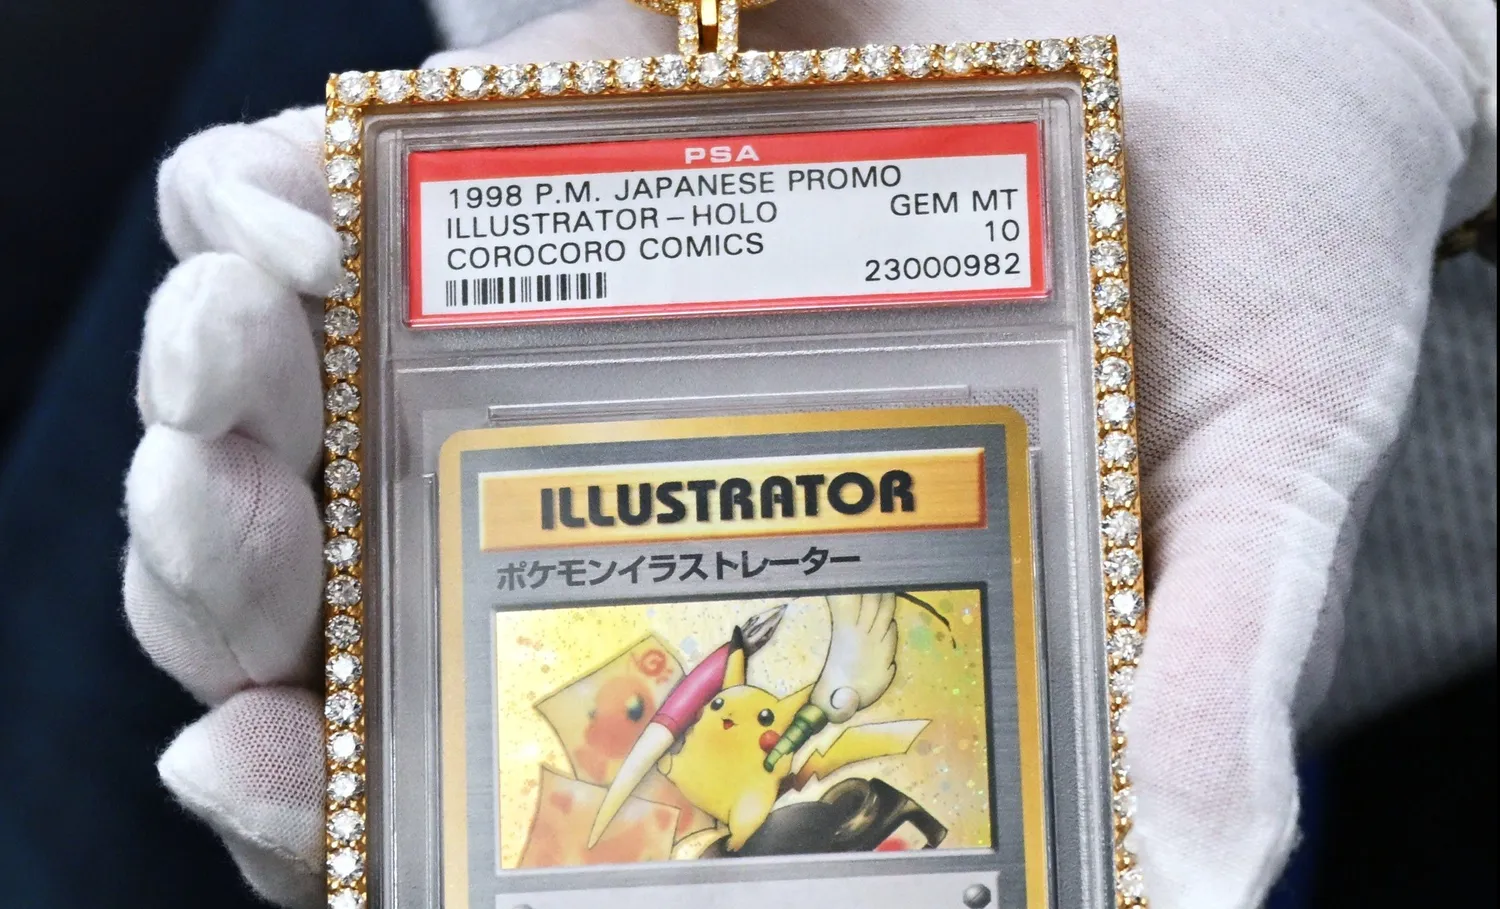 PSA
1998 P.M. JAPANESE PROMO
ILLUSTRATOR-HOLO
COROCORO COMICS
GEM MT
10
23000982
ILLUSTRATOR
ポケモンイラストレーター